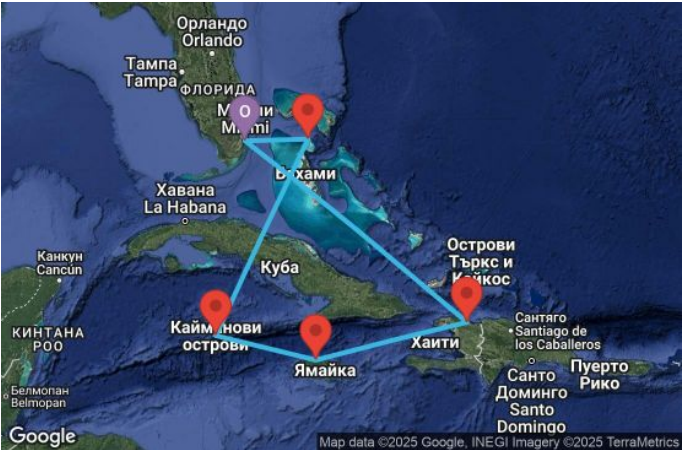 Орландо
Orlando
Тампа
Tampa
ФЛОРИДА
O
Miami
Бахами
Хавана
La Habana
Канкун
Cancún
Куба
Острови
Търкс и
Кайкос
КИНТАНА
РОО
Кайманови
острови
Ямайка
Хаити
Сантяго
Santiago de
los Caballeros
Санто
Доминго
Santo
Domingo
Пуерто
Рико
Белмопан
Belmopan
Google
Map data ©2025 Google, INEGI Imagery ©2025 TerraMetrics